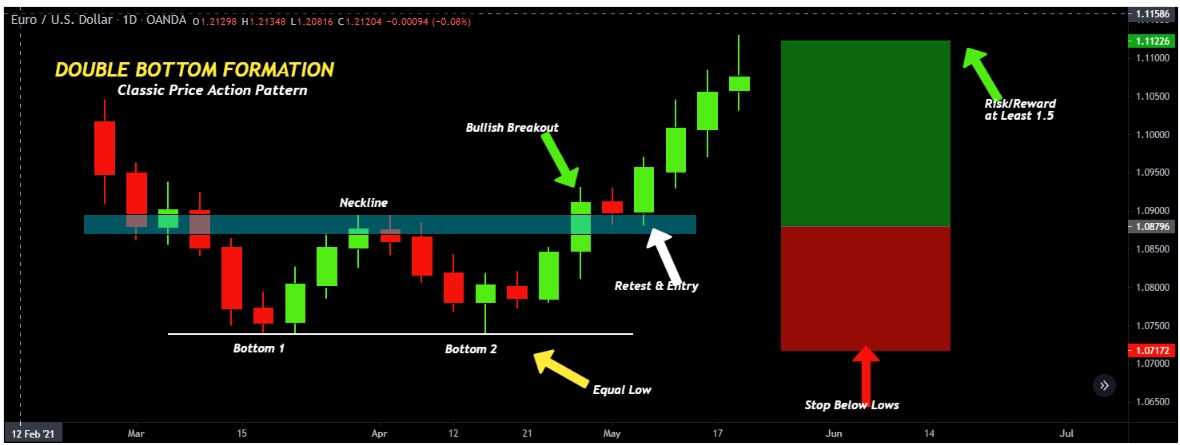 Euro / U.S. Dollar · 1D · OANDA O1.21298 H1.21348 L1.20816 C1.21204 −0.00094 (−0.08%)
1.11586
1.11226
DOUBLE BOTTOM FORMATION
1.11000
Classic Price Action Pattern
1.10500
Risk/Reward
at Least 1.5
Bullish Breakout
1.10000
1.09500
Neckline
1.09000
1.08796
1.08500
Retest & Entry
1.08000
1.07500
Bottom 1
Bottom 2
1.07172
1.07000
Equal Low
Stop Below Lows
1.06500
12 Feb '21 Mar 15 Apr 12 21 May 17 Jun 14 Jul